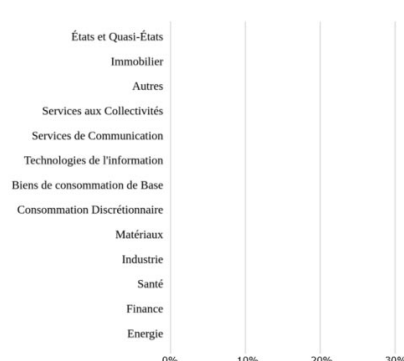 États et Quasi-États
Immobilier
Autres
Services aux Collectivités
Services de Communication
Technologies de l'information
Biens de consommation de Base
Consommation Discrétionnaire
Matériaux
Industrie
Santé
Finance
Energie
0% 10% 20% 30%